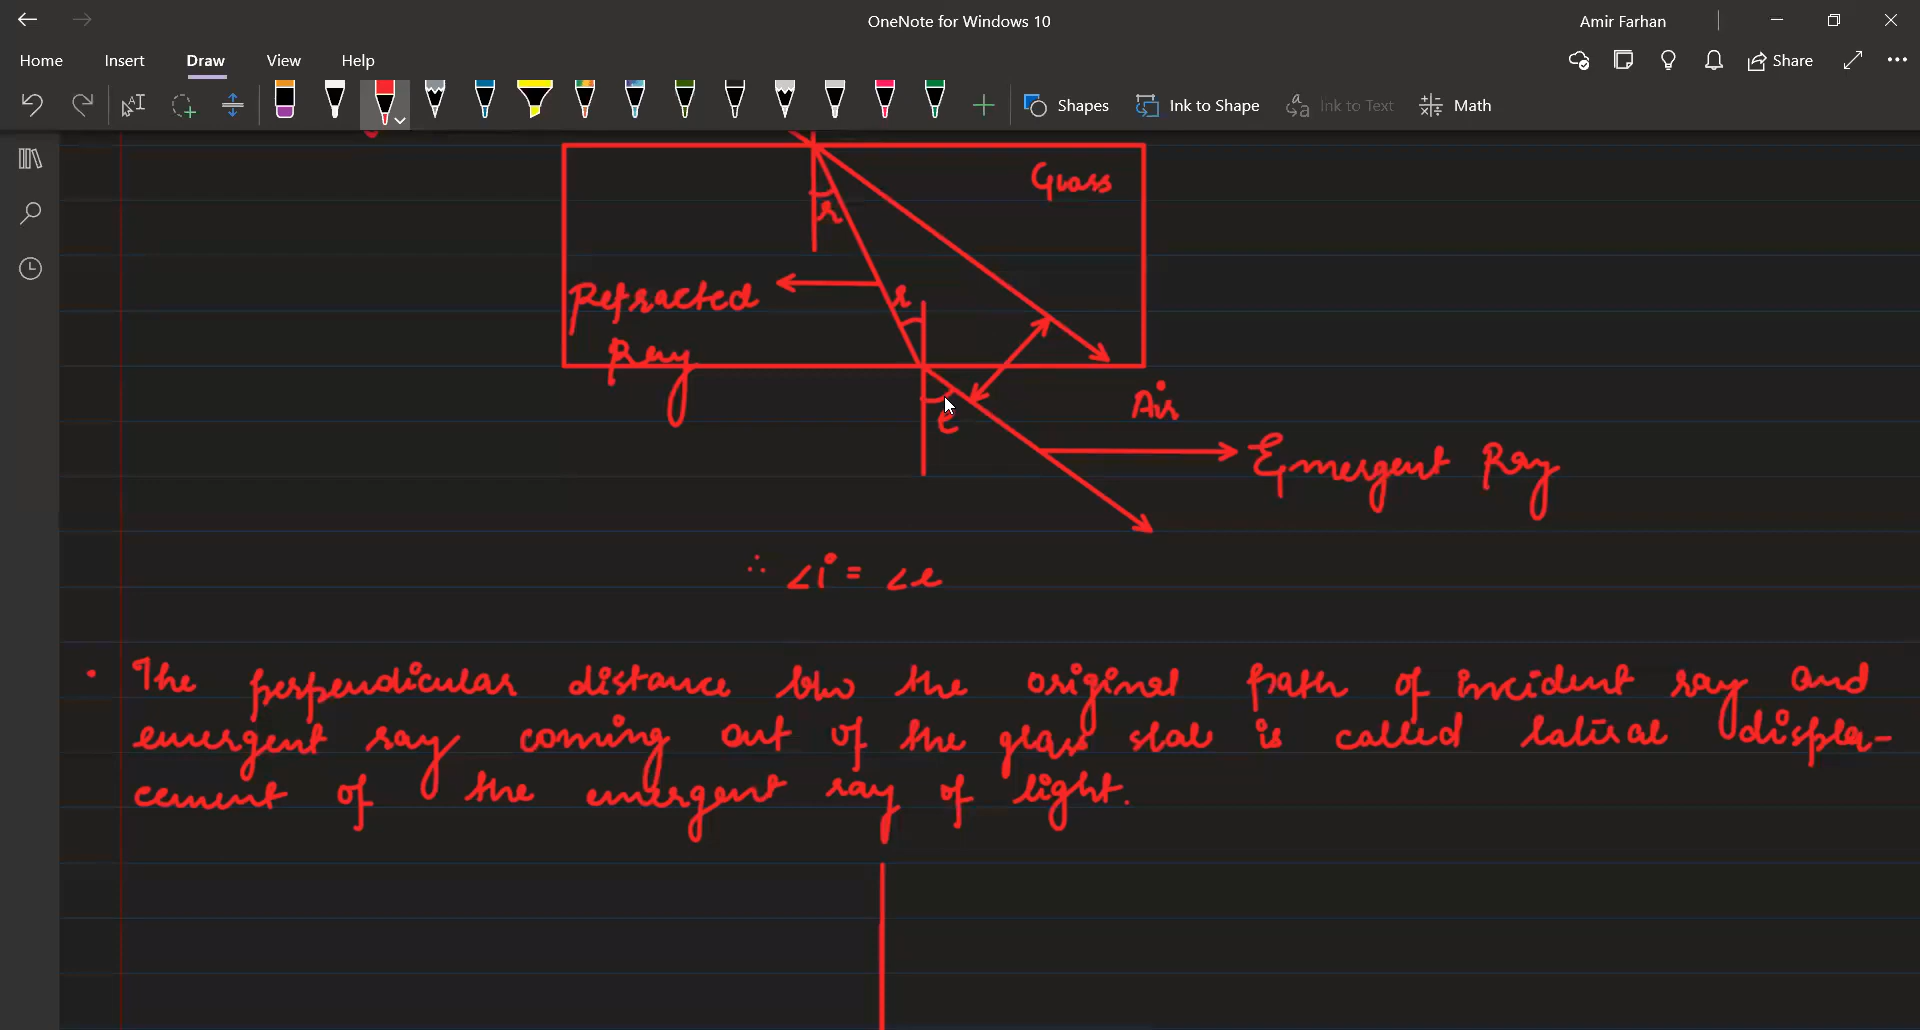 OneNote for Windows 10
Amir Farhan
Home Insert Draw View Help
Share
Shapes Ink to Shape Ink to Text Math
Glass
r
Refracted
r
Ray
Air
e
Emergent Ray
∴ ∠i = ∠e
· The perpendicular distance b/w the original path of incident ray and
emergent ray coming out of the glass slab is called lateral displa-
cement of the emergent ray of light.